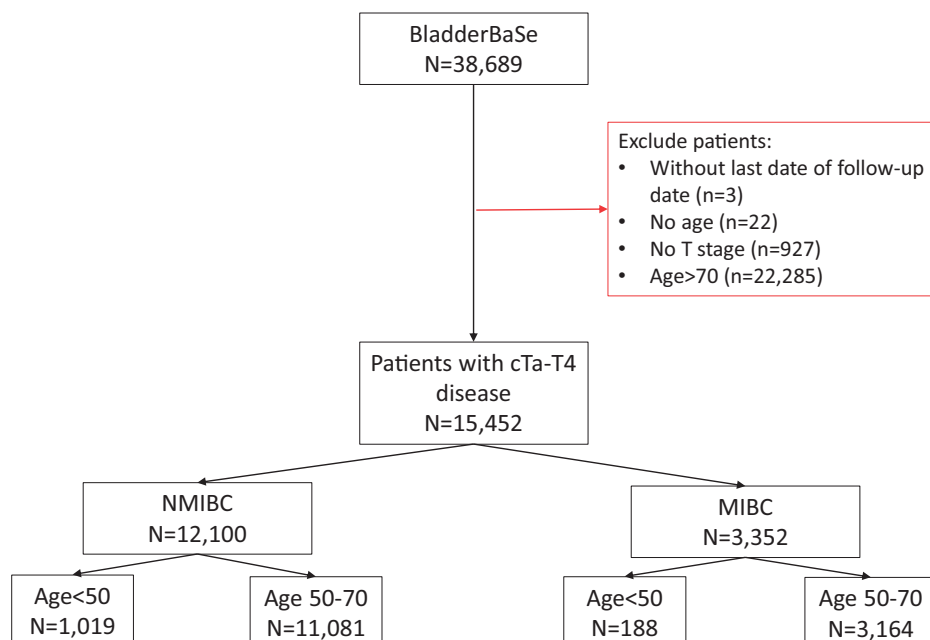 BladderBaSe
N=38,689
Exclude patients:
• Without last date of follow-up
date (n=3)
• No age (n=22)
• No T stage (n=927)
• Age>70 (n=22,285)
Patients with cTa-T4
disease
N=15,452
NMIBC
N=12,100
MIBC
N=3,352
Age<50
N=1,019
Age 50-70
N=11,081
Age<50
N=188
Age 50-70
N=3,164